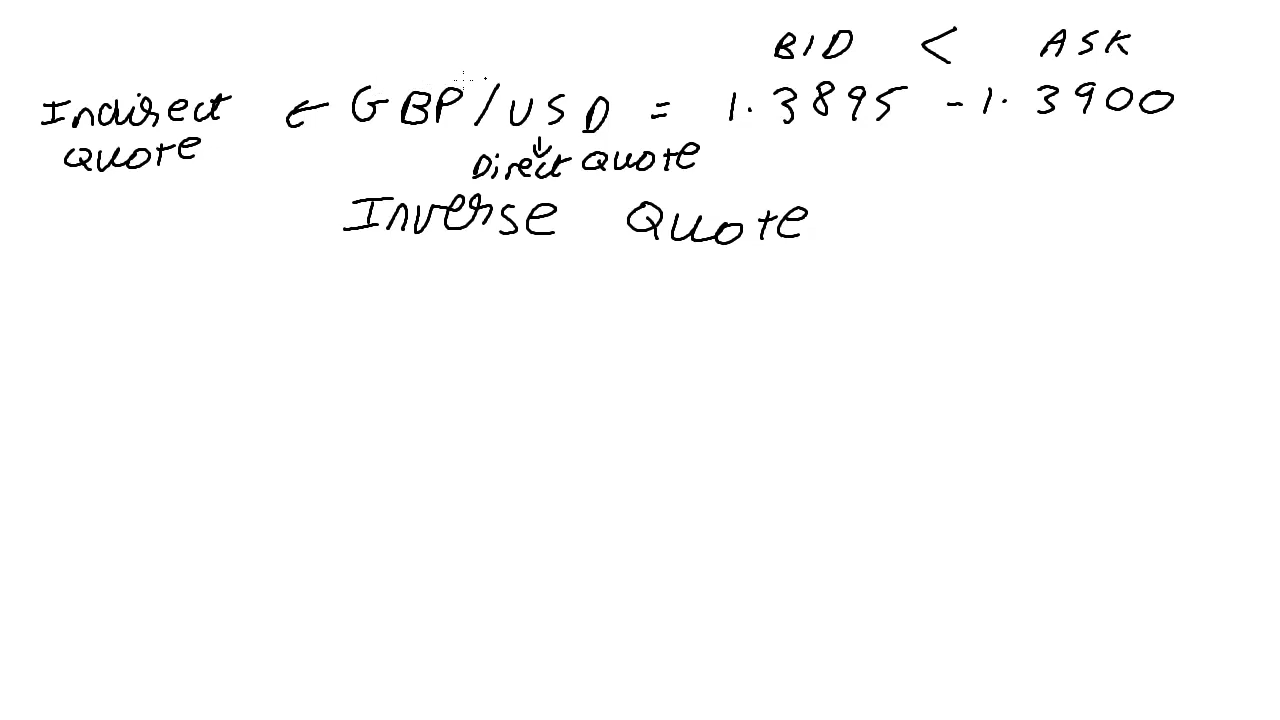 BID < ASK
Indirect ← GBP/USD = 1.3895 - 1.3900
Quote ↓
Direct Quote
Inverse Quote